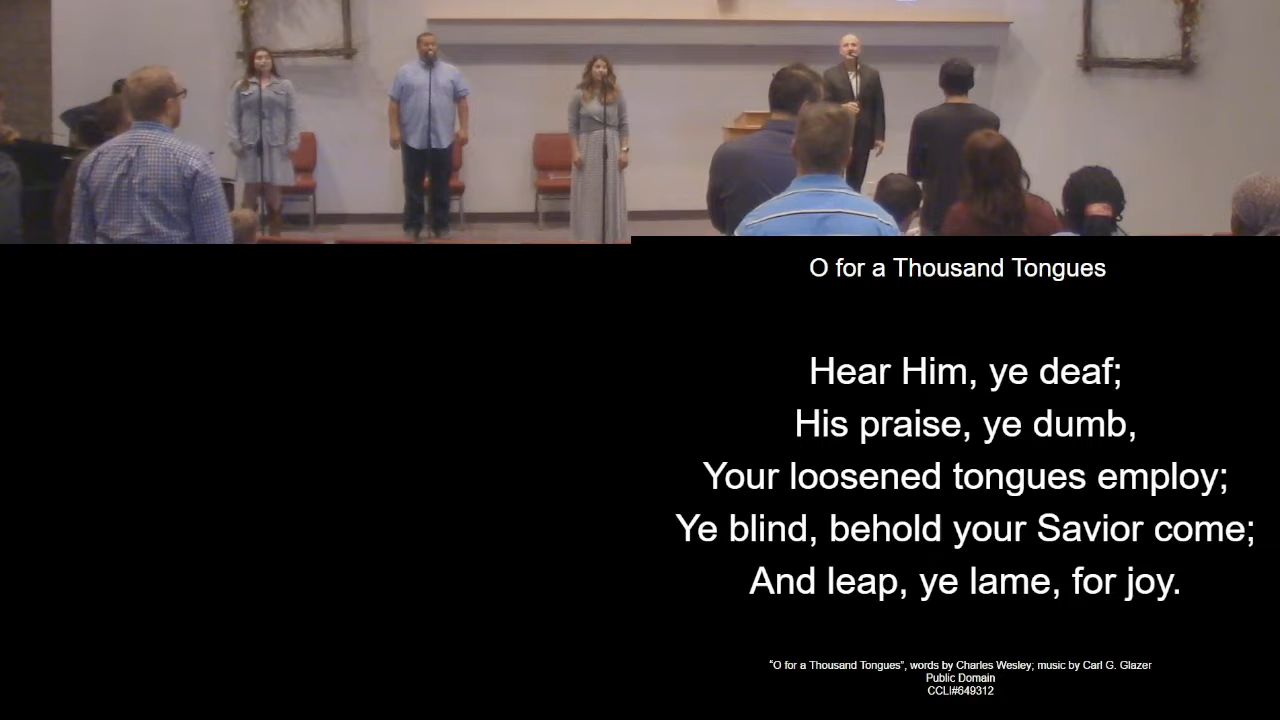 O for a Thousand Tongues
Hear Him, ye deaf;
His praise, ye dumb,
Your loosened tongues employ;
Ye blind, behold your Savior come;
And leap, ye lame, for joy.
“O for a Thousand Tongues”, words by Charles Wesley; music by Carl G. Glazer
Public Domain
CCLI#649312